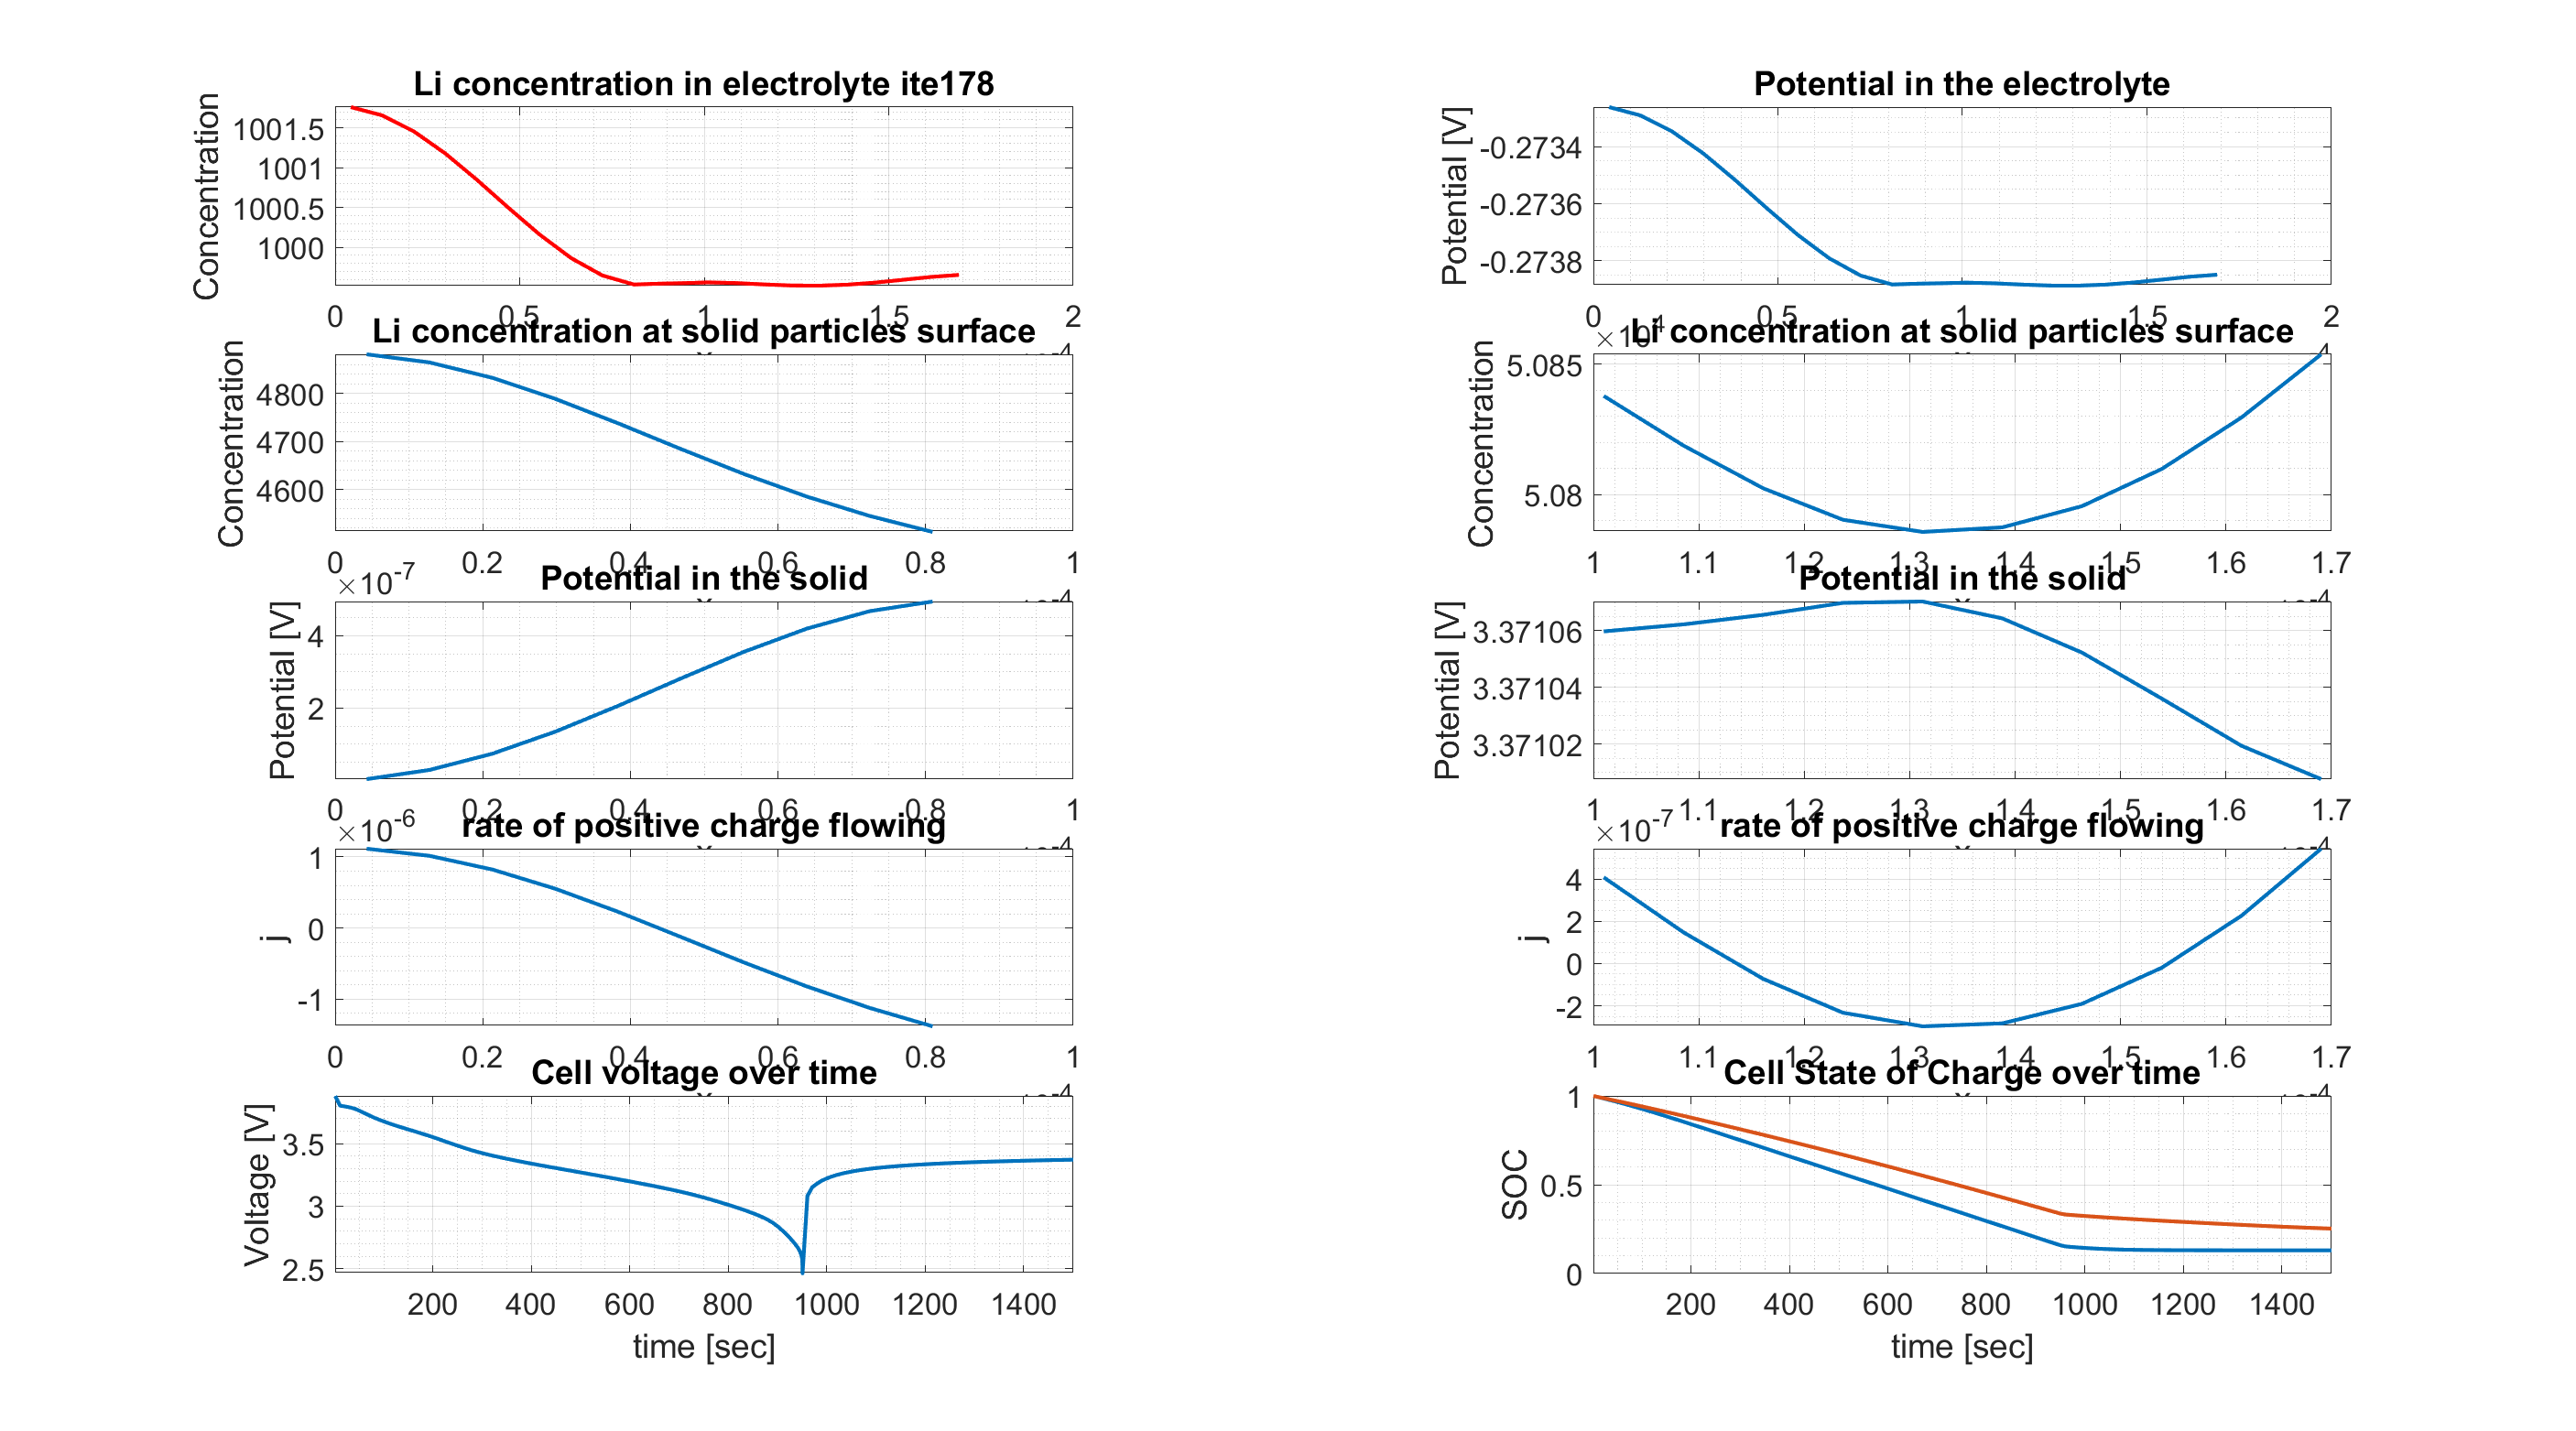 Li concentration in electrolyte ite178
Concentration
1001.5
1001
1000.5
1000
0 0.5 1 1.5 2
Potential in the electrolyte
Potential [V]
-0.2734
-0.2736
-0.2738
0 0.5 1 1.5 2
Li concentration at solid particles surface
Concentration
4800
4700
4600
0 0.2 0.4 0.6 0.8 1
Li concentration at solid particles surface
×10^4
Concentration
5.085
5.08
1 1.1 1.2 1.3 1.4 1.5 1.6 1.7
Potential in the solid
×10^-7
Potential [V]
4
2
0 0.2 0.4 0.6 0.8 1
Potential in the solid
Potential [V]
3.37106
3.37104
3.37102
1 1.1 1.2 1.3 1.4 1.5 1.6 1.7
rate of positive charge flowing
×10^-6
j
1
0
-1
0 0.2 0.4 0.6 0.8 1
rate of positive charge flowing
×10^-7
j
4
2
0
-2
1 1.1 1.2 1.3 1.4 1.5 1.6 1.7
Cell voltage over time
Voltage [V]
3.5
3
2.5
200 400 600 800 1000 1200 1400
time [sec]
Cell State of Charge over time
SOC
1
0.5
0
200 400 600 800 1000 1200 1400
time [sec]